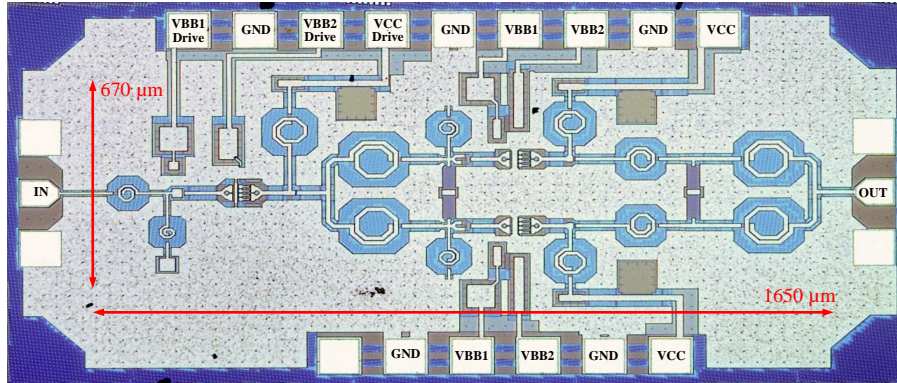 VBB1
Drive
GND
VBB2
Drive
VCC
Drive
GND
VBB1
VBB2
GND
VCC
670 µm
IN
OUT
1650 µm
GND
VBB1
VBB2
GND
VCC